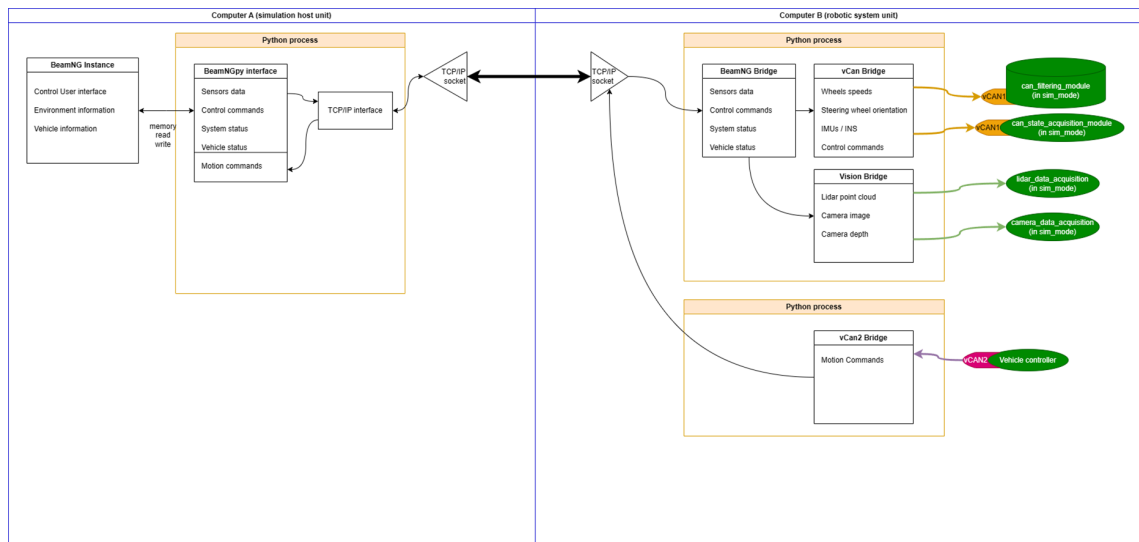 Computer A (simulation host unit)
Computer B (robotic system unit)
Python process
BeamNG Instance
Control User interface
Environment information
Vehicle information
memory
read
write
BeamNGpy interface
Sensors data
Control commands
System status
Vehicle status
Motion commands
TCP/IP interface
TCP/IP
socket
TCP/IP
socket
Python process
BeamNG Bridge
Sensors data
Control commands
System status
Vehicle status
vCan Bridge
Wheels speeds
Steering wheel orientation
IMUs / INS
Control commands
vCAN1
can_filtering_module
(in sim_mode)
vCAN1
can_state_acquisition_module
(in sim_mode)
Vision Bridge
Lidar point cloud
Camera image
Camera depth
lidar_data_acquisition
(in sim_mode)
camera_data_acquisition
(in sim_mode)
Python process
vCan2 Bridge
Motion Commands
vCAN2
Vehicle controller